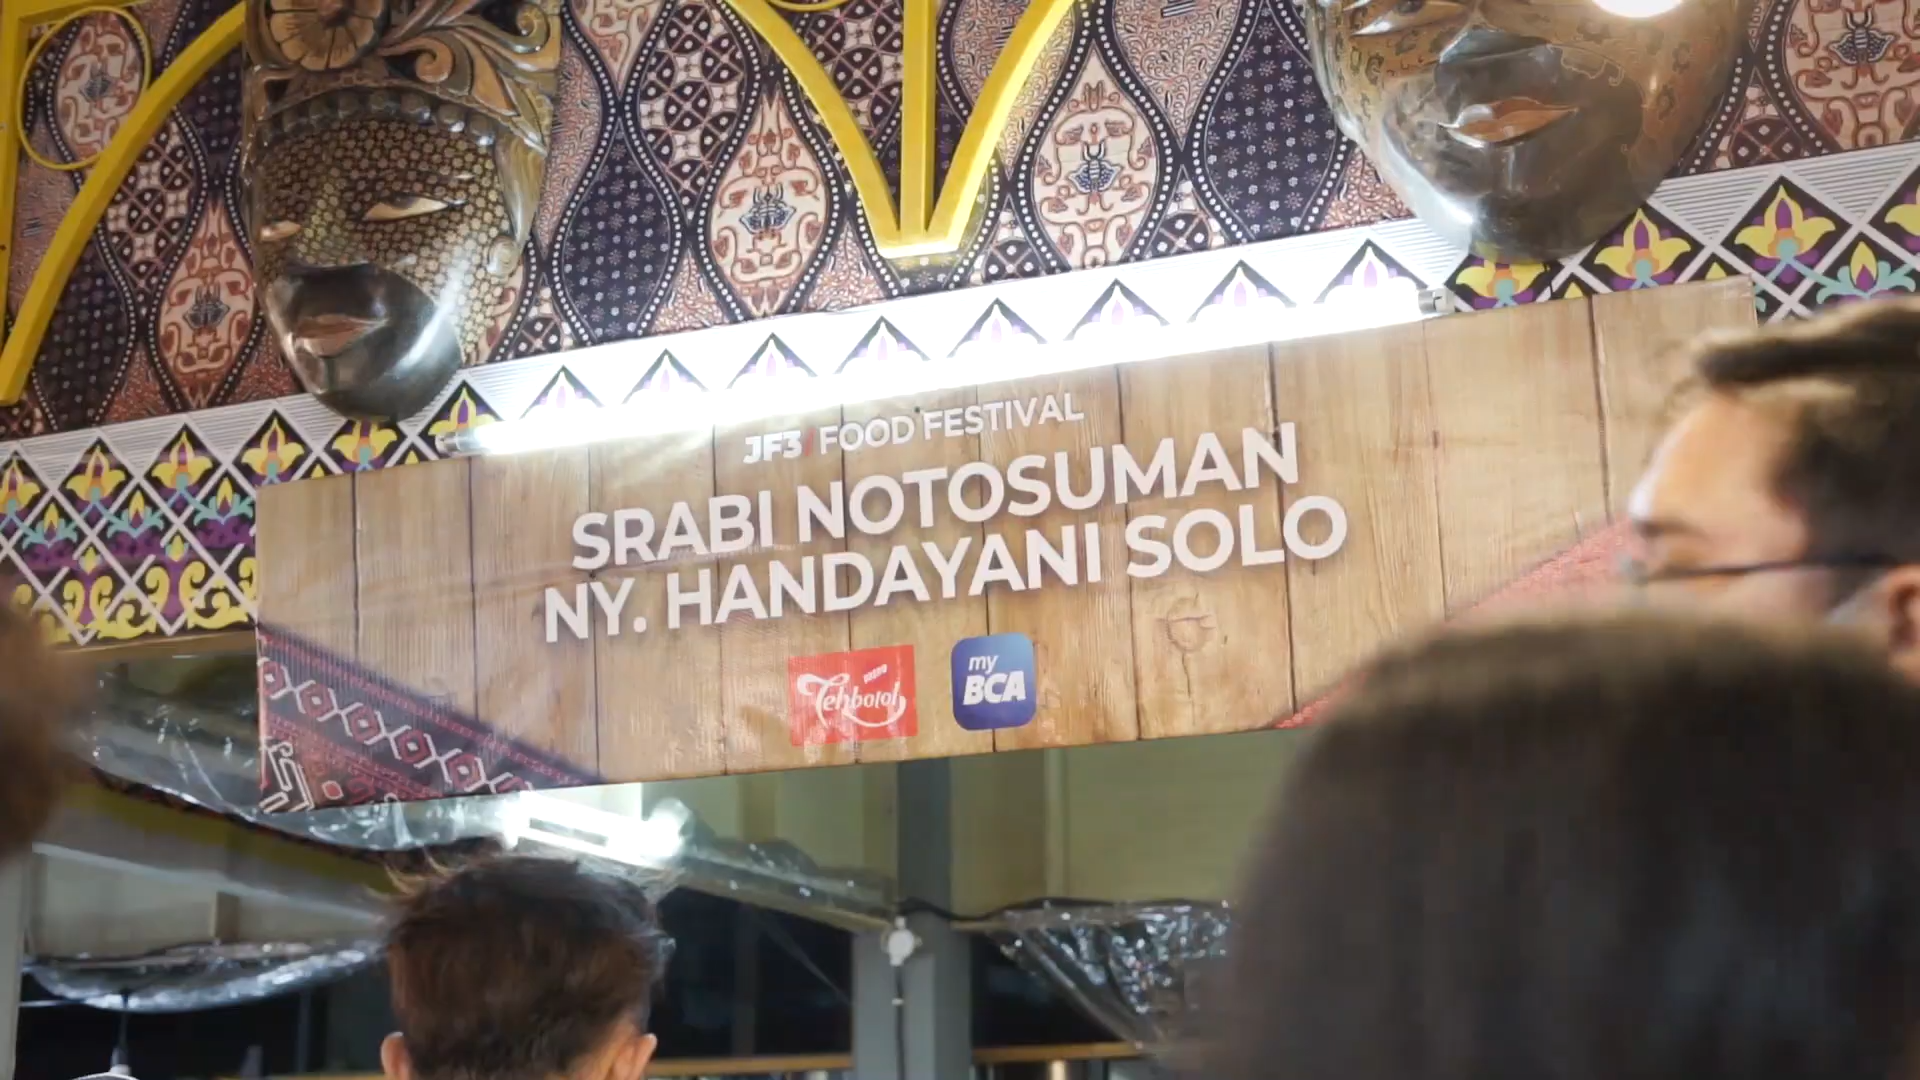 JF3 FOOD FESTIVAL
SRABI NOTOSUMAN
NY. HANDAYANI SOLO
Tehbotol
my
BCA